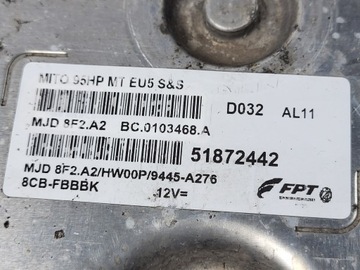 MITO 95HP MT EU5 S&S
D032 AL11
MJD 8F2.A2 BC.0103468.A
51872442
MJD 8F2.A2/HW00P/9445-A276
8CB-FBBBK 12V=
FPT